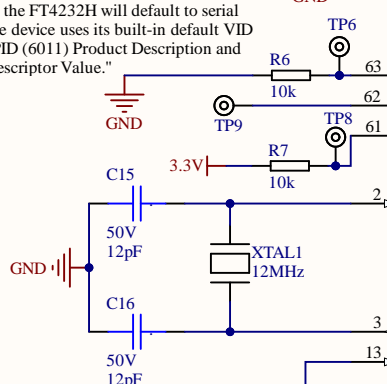 GND
the FT4232H will default to serial
e device uses its built-in default VID
PID (6011) Product Description and
escriptor Value."
TP6
R6
10k
63
GND
TP9
62
TP8
61
R7
3.3V
10k
C15
2
50V
12pF
XTAL1
12MHz
GND
C16
3
50V
12pF
13